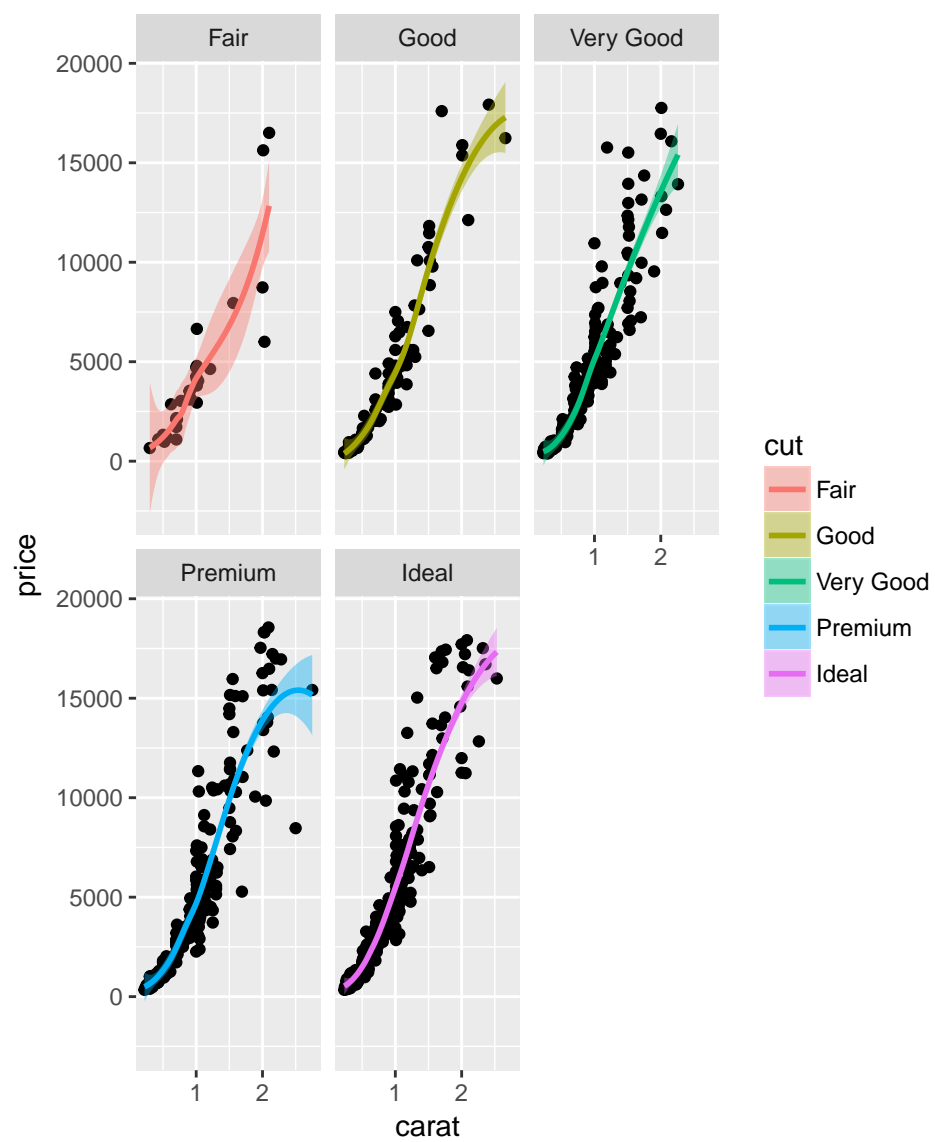 Fair
Good
Very Good
20000
15000
10000
5000
0
1
2
Premium
Ideal
20000
15000
10000
5000
0
1
2
1
2
carat
price
cut
Fair
Good
Very Good
Premium
Ideal